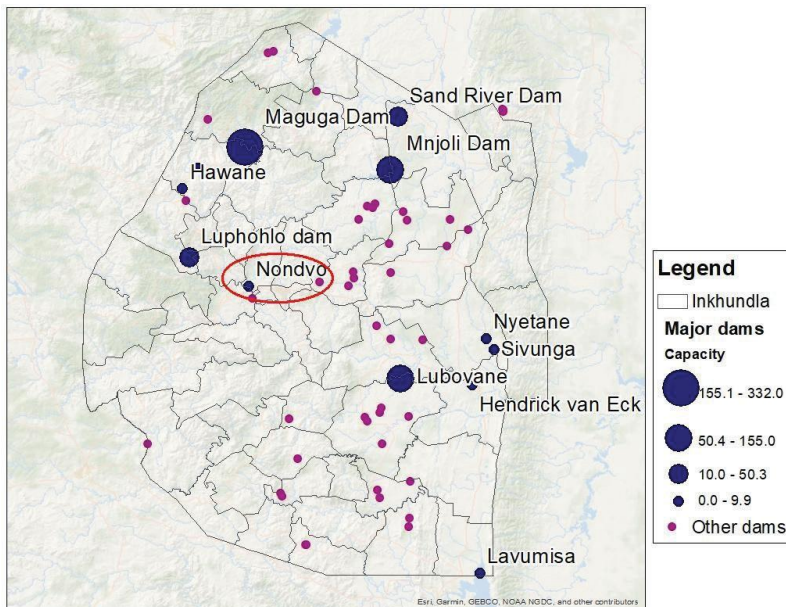 Sand River Dam
Maguga Dam
Mnjoli Dam
Hawane
Luphohlo dam
Nondvo
Nyetane
Sivunga
Lubovane
Hendrick van Eck
Lavumisa
Esri, Garmin, GEBCO, NOAA NGDC, and other contributors
Legend
Inkhundla
Major dams
Capacity
155.1 - 332.0
50.4 - 155.0
10.0 - 50.3
0.0 - 9.9
Other dams